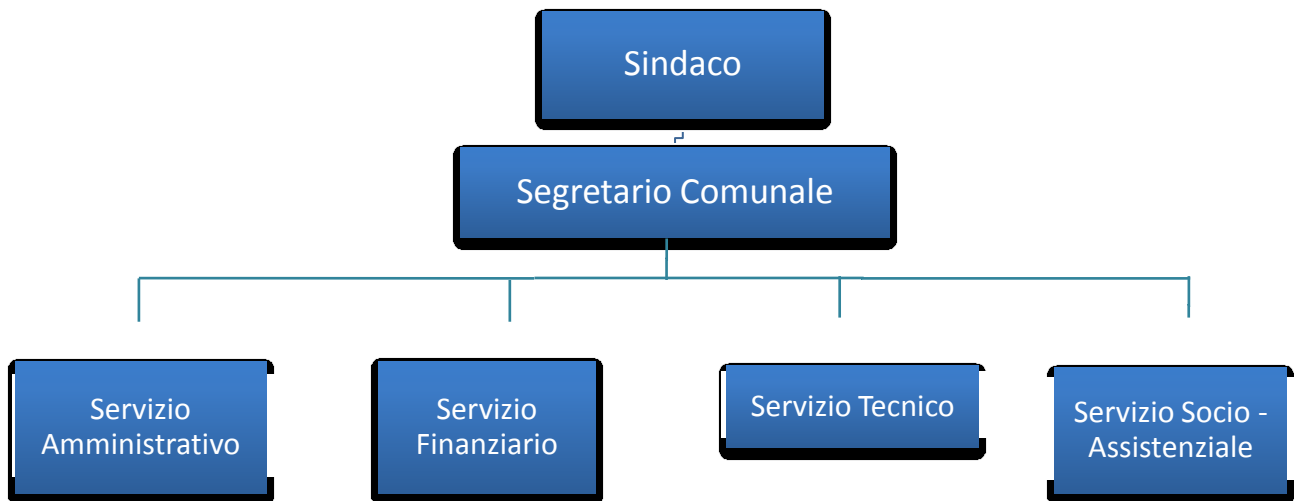 Sindaco
Segretario Comunale
Servizio
Amministrativo
Servizio
Finanziario
Servizio Tecnico
Servizio Socio -
Assistenziale